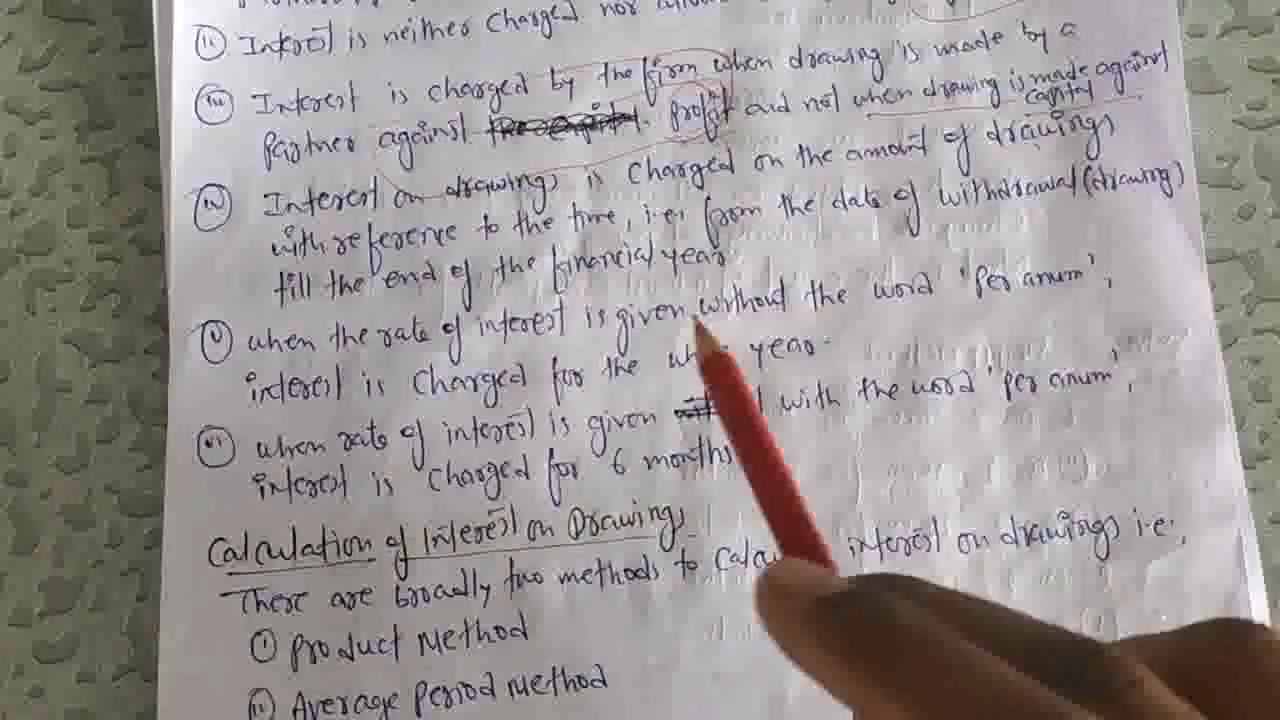 (ii) Interest is neither charged nor
(iii) Interest is charged by the firm when drawing is made by a
partner against profit and not when drawing is made against
capital
(iv) Interest on drawings is charged on the amount of drawings
with reference to the time, i.e. from the date of withdrawal (drawing)
till the end of the financial year
(v) when the rate of interest is given without the word 'Per anum',
interest is charged for the year.
(vi) when rate of interest is given with the word 'per anum',
interest is charged for 6 months
Calculation of Interest on Drawings
There are broadly two methods to interest on drawings i.e.
(i) Product Method
(ii) Average Period Method